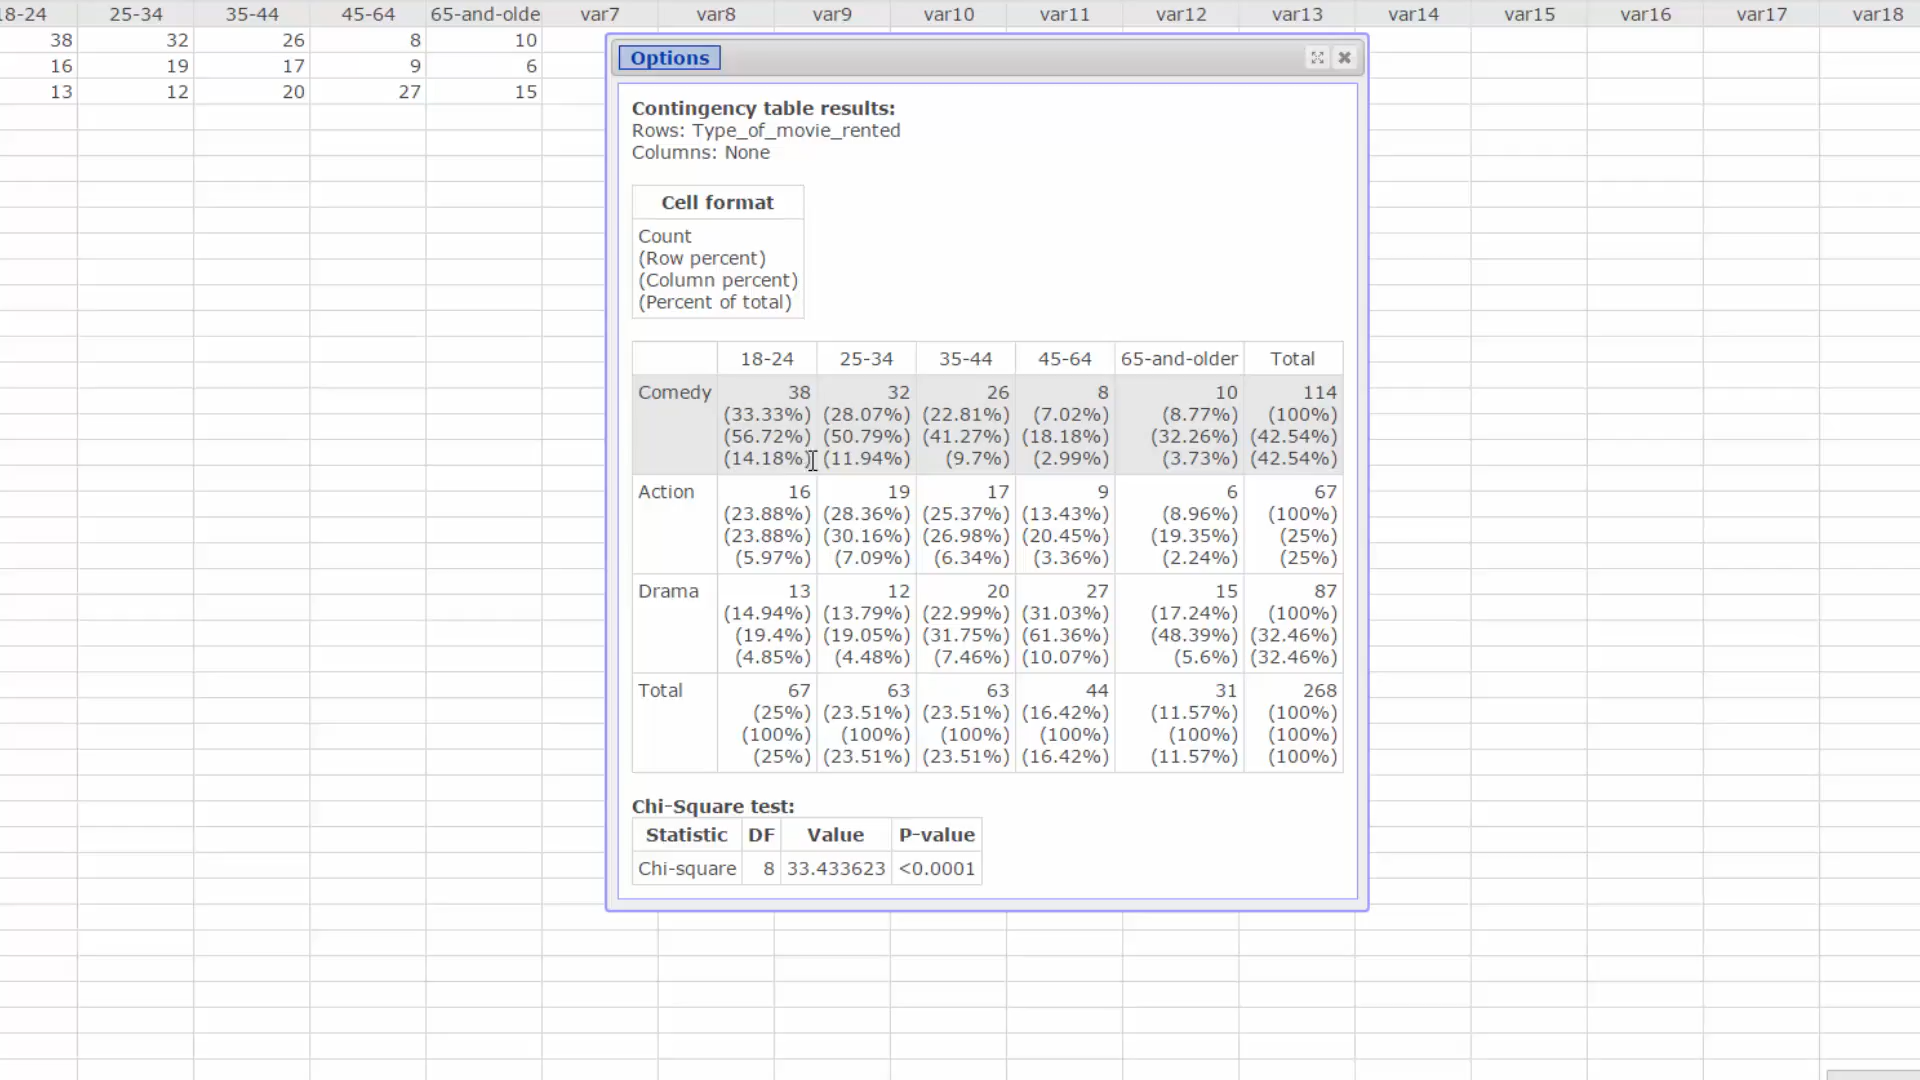 18-24 25-34 35-44 45-64 65-and-olde var7 var8 var9 var10 var11 var12 var13 var14 var15 var16 var17 var18
38 32 26 8 10
16 19 17 9 6
13 12 20 27 15
Options
Contingency table results:
Rows: Type_of_movie_rented
Columns: None
Cell format
Count
(Row percent)
(Column percent)
(Percent of total)
18-24 25-34 35-44 45-64 65-and-older Total
Comedy 38 32 26 8 10 114
(33.33%) (28.07%) (22.81%) (7.02%) (8.77%) (100%)
(56.72%) (50.79%) (41.27%) (18.18%) (32.26%) (42.54%)
(14.18%) (11.94%) (9.7%) (2.99%) (3.73%) (42.54%)
Action 16 19 17 9 6 67
(23.88%) (28.36%) (25.37%) (13.43%) (8.96%) (100%)
(23.88%) (30.16%) (26.98%) (20.45%) (19.35%) (25%)
(5.97%) (7.09%) (6.34%) (3.36%) (2.24%) (25%)
Drama 13 12 20 27 15 87
(14.94%) (13.79%) (22.99%) (31.03%) (17.24%) (100%)
(19.4%) (19.05%) (31.75%) (61.36%) (48.39%) (32.46%)
(4.85%) (4.48%) (7.46%) (10.07%) (5.6%) (32.46%)
Total 67 63 63 44 31 268
(25%) (23.51%) (23.51%) (16.42%) (11.57%) (100%)
(100%) (100%) (100%) (100%) (100%) (100%)
(25%) (23.51%) (23.51%) (16.42%) (11.57%) (100%)
Chi-Square test:
Statistic DF Value P-value
Chi-square 8 33.433623 <0.0001